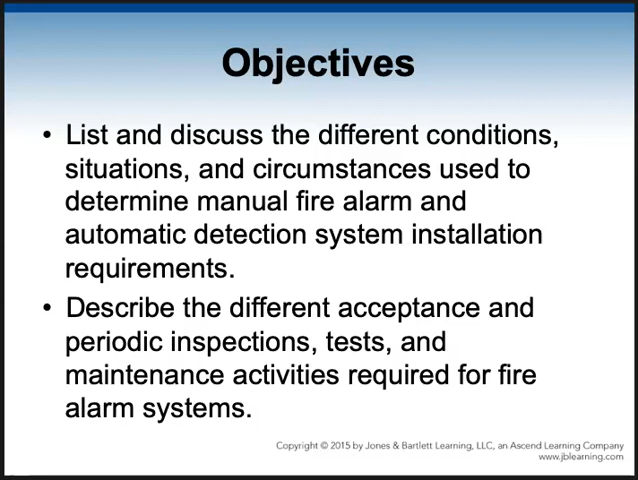 Objectives
• List and discuss the different conditions,
situations, and circumstances used to
determine manual fire alarm and
automatic detection system installation
requirements.
• Describe the different acceptance and
periodic inspections, tests, and
maintenance activities required for fire
alarm systems.
Copyright © 2015 by Jones & Bartlett Learning, LLC, an Ascend Learning Company
www.jblearning.com